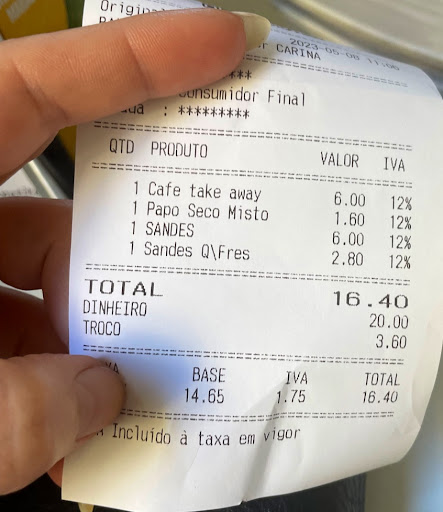 2023-05-06
CARINA
*********
Consumidor Final
: *********
QTD PRODUTO VALOR IVA
1 Cafe take away 6.00 12%
1 Papo Seco Misto 1.60 12%
1 SANDES 6.00 12%
1 Sandes Q\Fres 2.80 12%
TOTAL 16.40
DINHEIRO 20.00
TROCO 3.60
BASE IVA TOTAL
14.65 1.75 16.40
Incluido à taxa em vigor